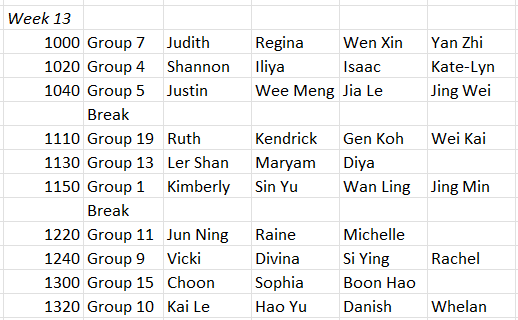 Week 13
1000 Group 7 Judith Regina Wen Xin Yan Zhi
1020 Group 4 Shannon Iliya Isaac Kate-Lyn
1040 Group 5 Justin Wee Meng Jia Le Jing Wei
Break
1110 Group 19 Ruth Kendrick Gen Koh Wei Kai
1130 Group 13 Ler Shan Maryam Diya
1150 Group 1 Kimberly Sin Yu Wan Ling Jing Min
Break
1220 Group 11 Jun Ning Raine Michelle
1240 Group 9 Vicki Divina Si Ying Rachel
1300 Group 15 Choon Sophia Boon Hao
1320 Group 10 Kai Le Hao Yu Danish Whelan